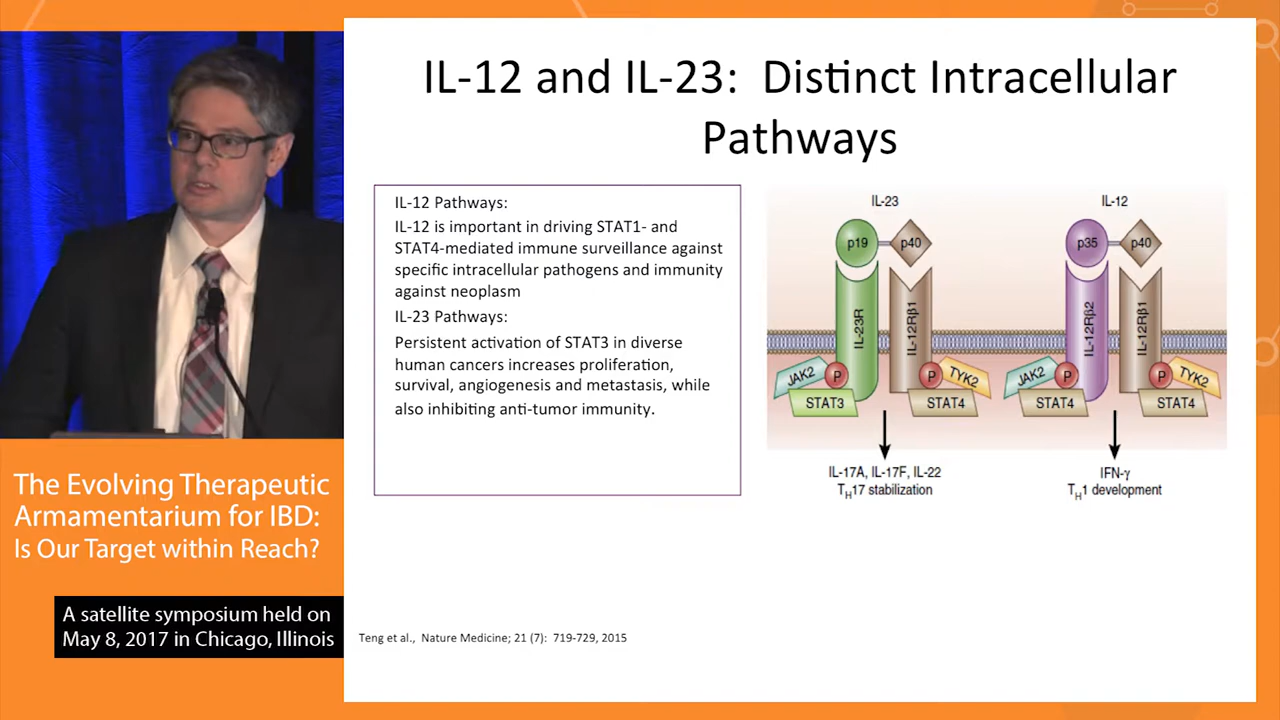 IL-12 and IL-23: Distinct Intracellular
Pathways
IL-12 Pathways:
IL-12 is important in driving STAT1- and
STAT4-mediated immune surveillance against
specific intracellular pathogens and immunity
against neoplasm
IL-23 Pathways:
Persistent activation of STAT3 in diverse
human cancers increases proliferation,
survival, angiogenesis and metastasis, while
also inhibiting anti-tumor immunity.
IL-23
p19
p40
IL-23R
IL-12Rβ1
JAK2
P
P
TYK2
STAT3
STAT4
IL-17A, IL-17F, IL-22
TH17 stabilization
IL-12
p35
p40
IL-12Rβ2
IL-12Rβ1
JAK2
P
P
TYK2
STAT4
STAT4
IFN-γ
TH1 development
Teng et al., Nature Medicine; 21 (7): 719-729, 2015
The Evolving Therapeutic
Armamentarium for IBD:
Is Our Target within Reach?
A satellite symposium held on
May 8, 2017 in Chicago, Illinois